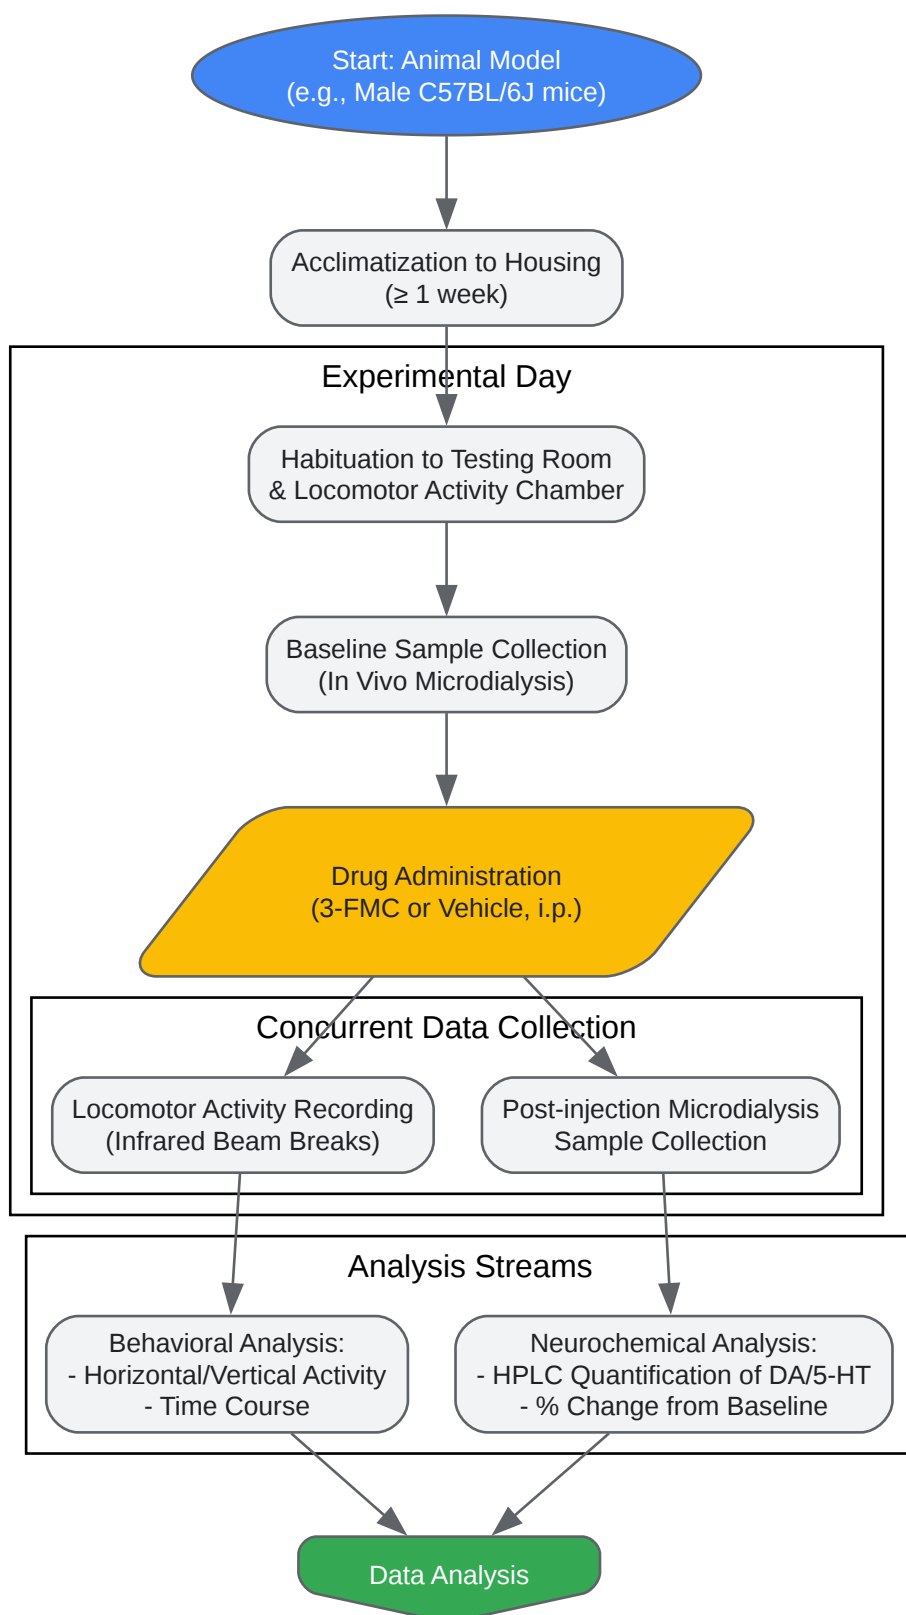 Start: Animal Model
(e.g., Male C57BL/6J mice)
Acclimatization to Housing
(≥ 1 week)
Experimental Day
Habituation to Testing Room
& Locomotor Activity Chamber
Baseline Sample Collection
(In Vivo Microdialysis)
Drug Administration
(3-FMC or Vehicle, i.p.)
Concurrent Data Collection
Locomotor Activity Recording
(Infrared Beam Breaks)
Post-injection Microdialysis
Sample Collection
Analysis Streams
Behavioral Analysis:
- Horizontal/Vertical Activity
- Time Course
Neurochemical Analysis:
- HPLC Quantification of DA/5-HT
- % Change from Baseline
Data Analysis